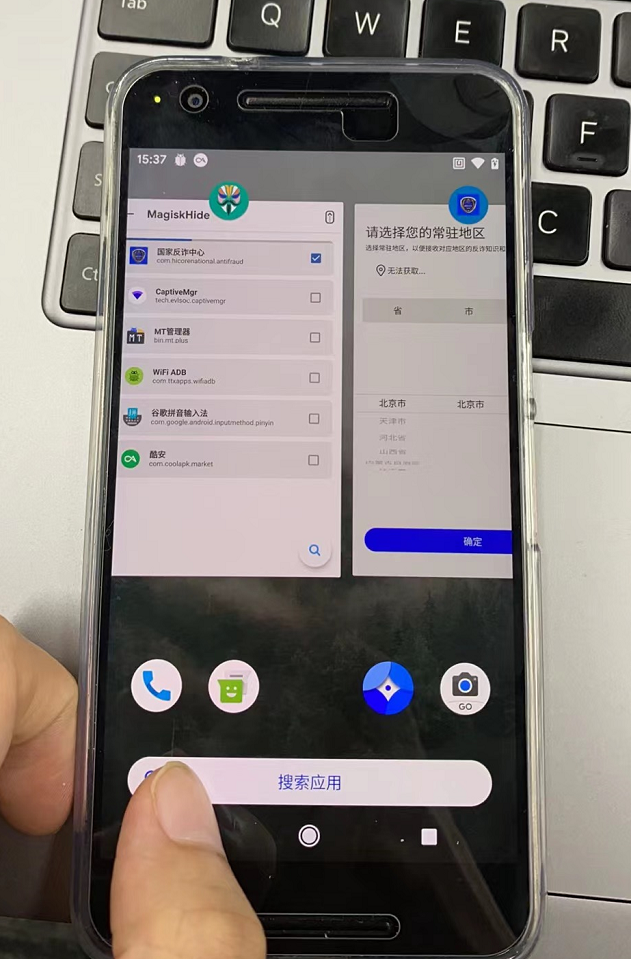 Tab
Q
W
E
R
F
C
Ct
S
15:37
MagiskHide
国家反诈中心
com.hicorenational.antifraud
CaptiveMgr
tech.evlsoc.captivemgr
MT管理器
bin.mt.plus
WiFi ADB
com.ttxapps.wifiadb
谷歌拼音输入法
com.google.android.inputmethod.pinyin
酷安
com.coolapk.market
请选择您的常驻地区
选择常驻地区，以便接收对应地区的反诈知识和
无法获取...
省 市
北京市 北京市
天津市
河北省
山西省
确定
GO
搜索应用